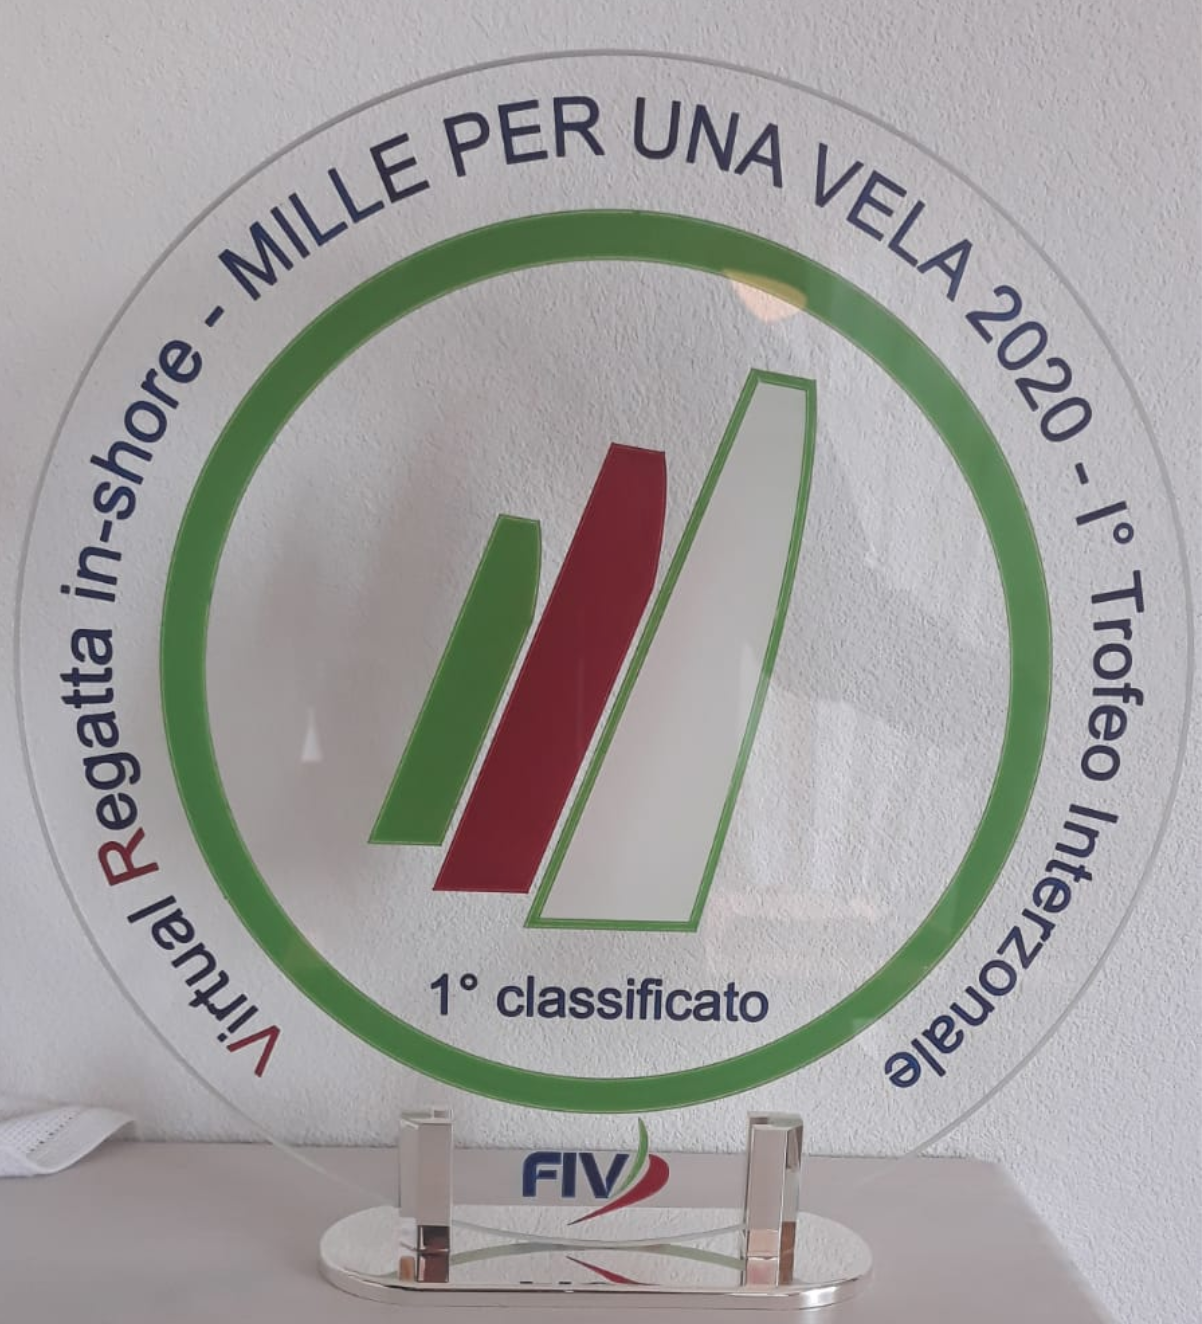 Virtual Regatta in-shore - MILLE PER UNA VELA 2020 - I° Trofeo Interzonale
1° classificato
FIV